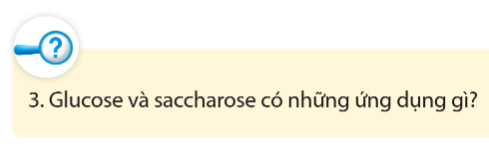 3. Glucose và saccharose có những ứng dụng gì?